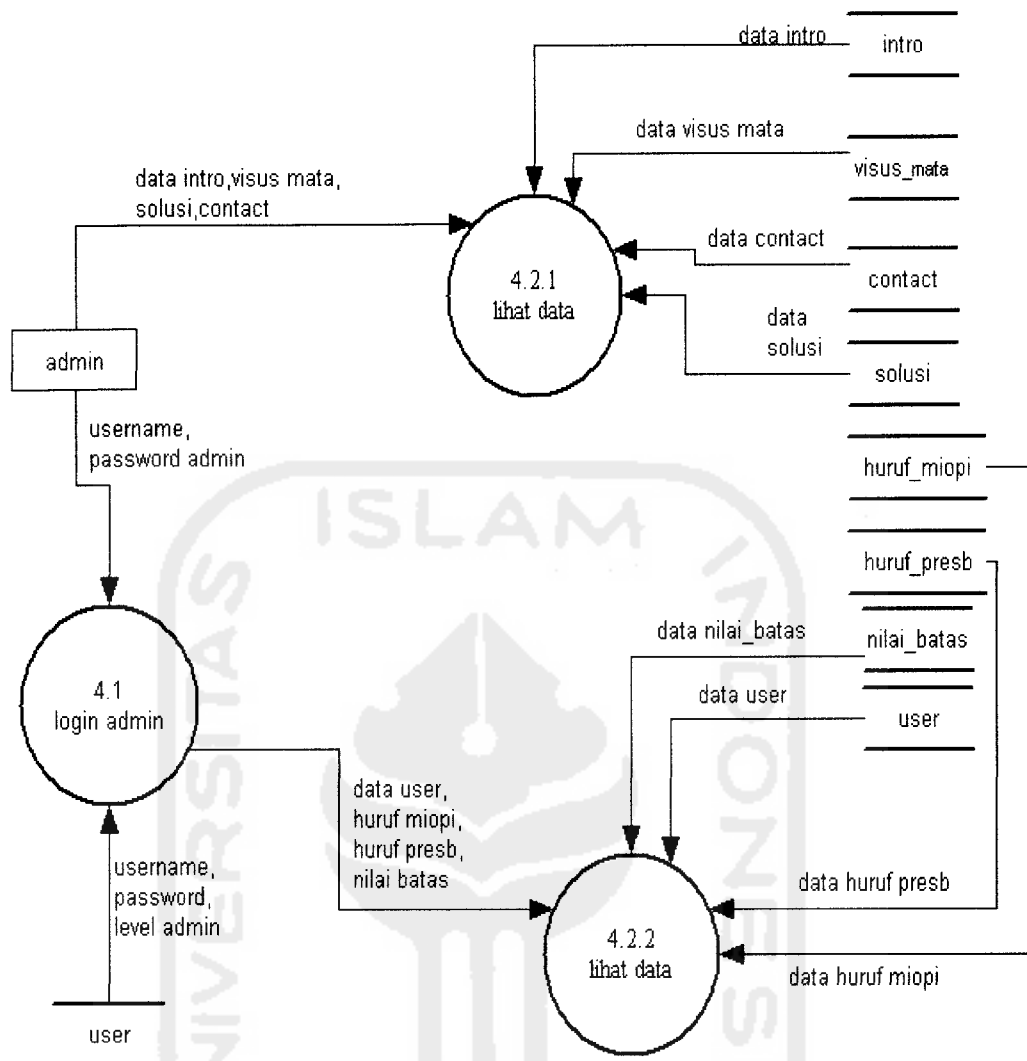 data intro
intro
data visus mata
visus_mata
data intro,visus mata,
solusi,contact
data contact
contact
4.2.1
lihat data
data
solusi
solusi
admin
username,
password admin
huruf_miopi
huruf_presb
data nilai_batas
nilai_batas
data user
user
4.1
login admin
data user,
huruf miopi,
huruf presb,
nilai batas
username,
password,
level admin
data huruf presb
4.2.2
lihat data
data huruf miopi
user
ISLAM
UNIVERSITAS
INDONES